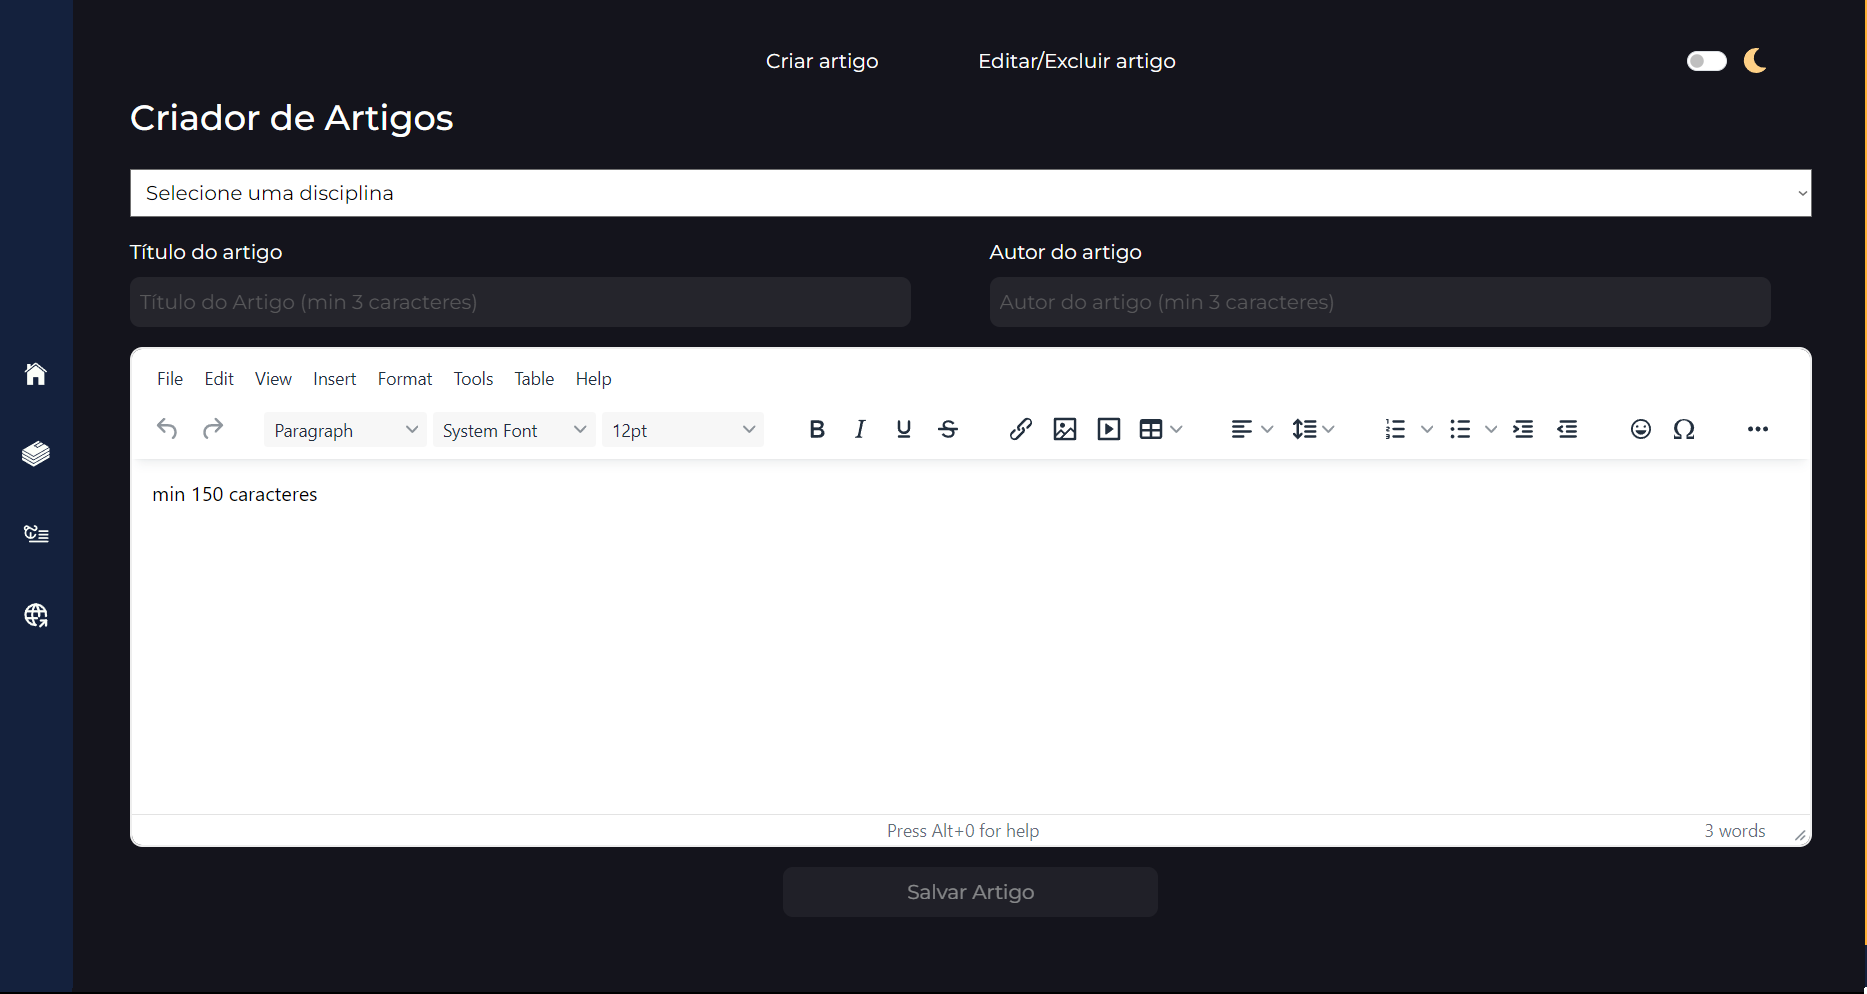 Criar artigo Editar/Excluir artigo
Criador de Artigos
Selecione uma disciplina
Título do artigo Autor do artigo
Título do Artigo (min 3 caracteres) Autor do artigo (min 3 caracteres)
File Edit View Insert Format Tools Table Help
Paragraph System Font 12pt
min 150 caracteres
Press Alt+0 for help 3 words
Salvar Artigo